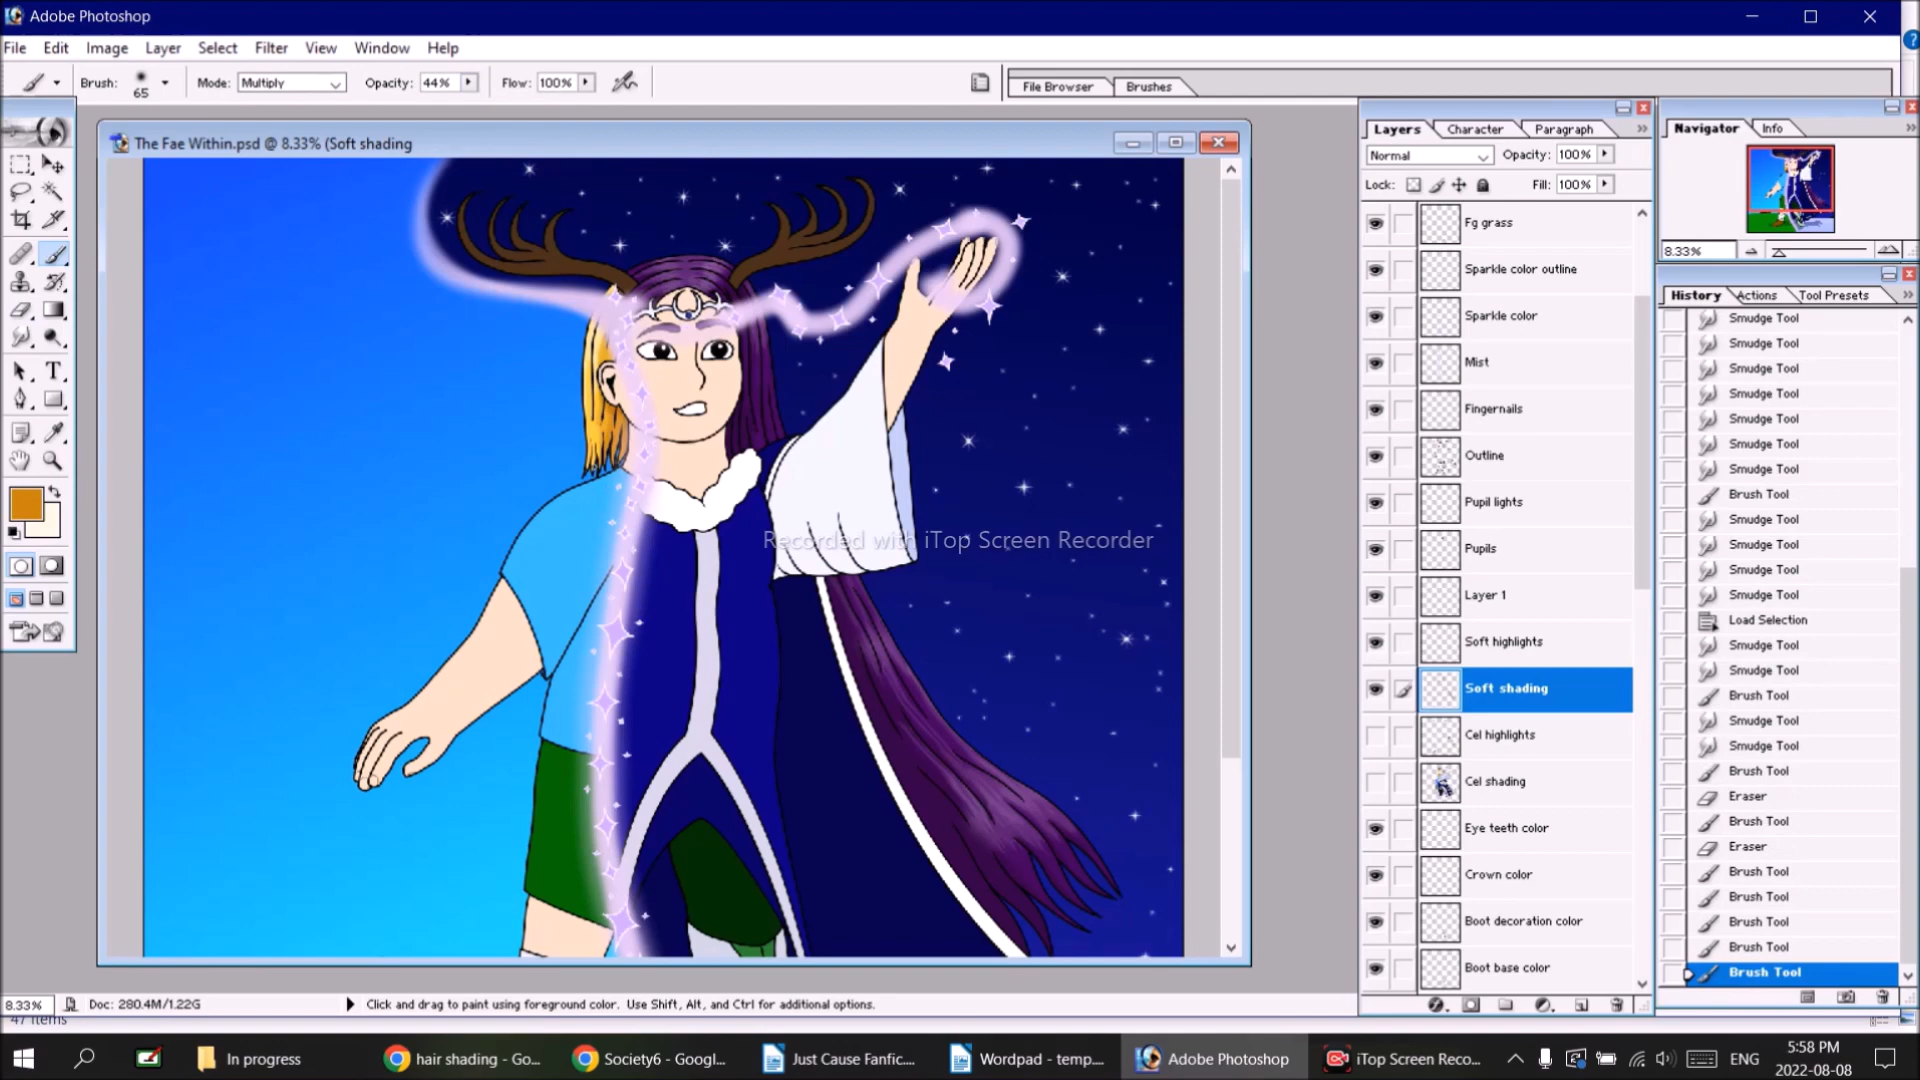 Adobe Photoshop
File Edit Image Layer Select Filter View Window Help
Brush: 65 Mode: Multiply Opacity: 44% Flow: 100% File Browser Brushes
The Fae Within.psd @ 8.33% (Soft shading
Layers Character Paragraph
Normal Opacity: 100%
Lock: Fill: 100%
Fg grass
Sparkle color outline
Sparkle color
Mist
Fingernails
Outline
Pupil lights
Pupils
Layer 1
Soft highlights
Soft shading
Cel highlights
Cel shading
Eye teeth color
Crown color
Boot decoration color
Boot base color
Navigator Info
8.33%
History Actions Tool Presets
Smudge Tool
Smudge Tool
Smudge Tool
Smudge Tool
Smudge Tool
Smudge Tool
Smudge Tool
Brush Tool
Smudge Tool
Smudge Tool
Smudge Tool
Smudge Tool
Load Selection
Smudge Tool
Smudge Tool
Brush Tool
Smudge Tool
Smudge Tool
Brush Tool
Eraser
Brush Tool
Eraser
Brush Tool
Brush Tool
Brush Tool
Brush Tool
Brush Tool
Recorded with iTop Screen Recorder
8.33% Doc: 280.4M/1.22G Click and drag to paint using foreground color. Use Shift, Alt, and Ctrl for additional options.
47 items
In progress hair shading - Go... Society6 - Googl... Just Cause Fanfic.... Wordpad - temp.... Adobe Photoshop iTop Screen Reco... ENG 5:58 PM
2022-08-08